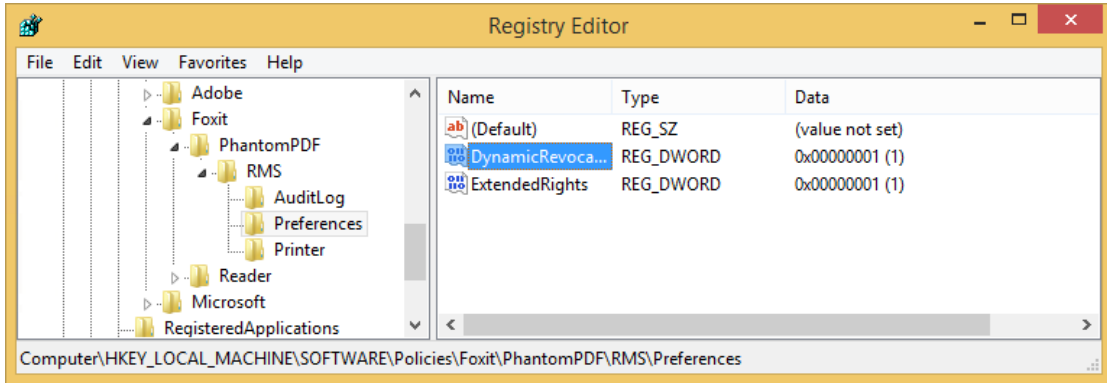 Registry Editor
File Edit View Favorites Help
Adobe
Foxit
PhantomPDF
RMS
AuditLog
Preferences
Printer
Reader
Microsoft
RegisteredApplications
Name Type Data
ab (Default) REG_SZ (value not set)
DynamicRevoca... REG_DWORD 0x00000001 (1)
ExtendedRights REG_DWORD 0x00000001 (1)
Computer\HKEY_LOCAL_MACHINE\SOFTWARE\Policies\Foxit\PhantomPDF\RMS\Preferences